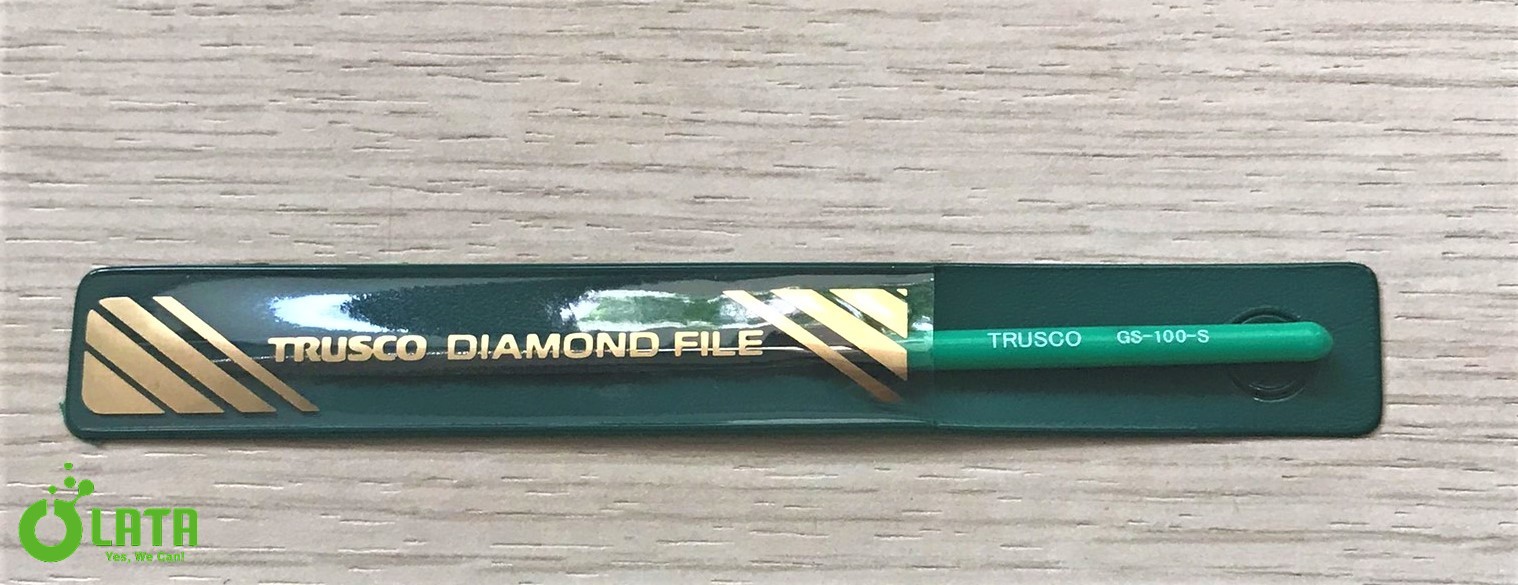 TRUSCO DIAMOND FILE
TRUSCO GS-100-S
OLATA
Yes, We Can!